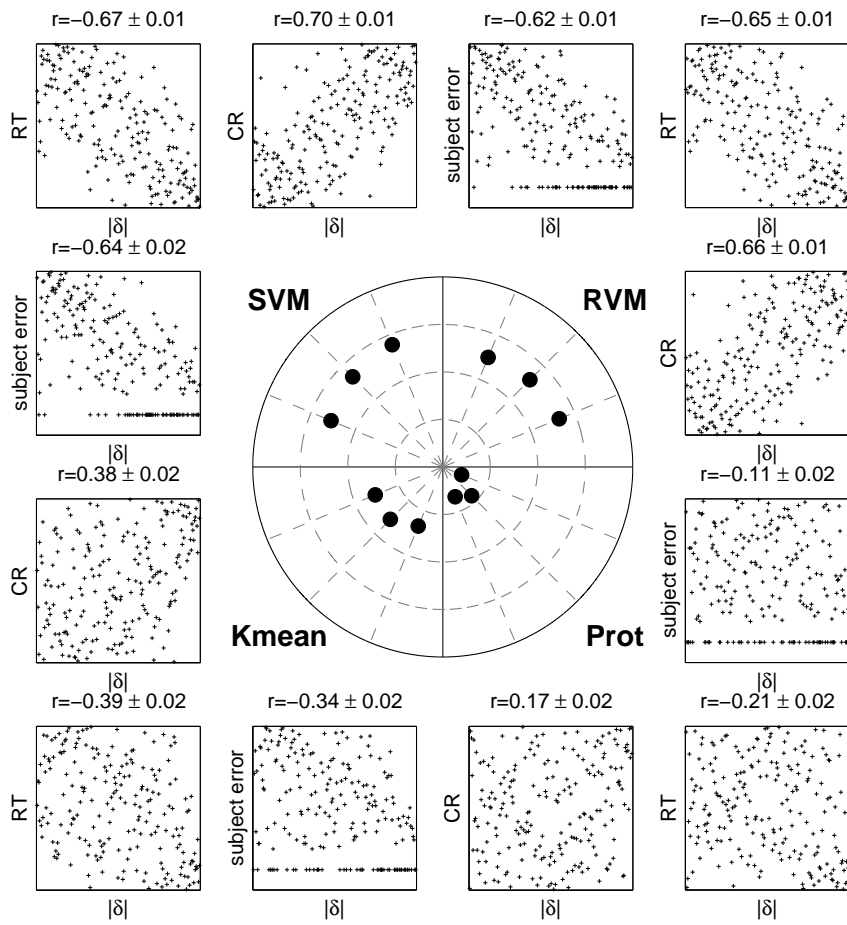 r=−0.67 ± 0.01
r=0.70 ± 0.01
r=−0.62 ± 0.01
r=−0.65 ± 0.01
RT
CR
subject error
RT
|δ|
|δ|
|δ|
|δ|
r=−0.64 ± 0.02
r=0.66 ± 0.01
SVM
RVM
subject error
CR
|δ|
|δ|
r=0.38 ± 0.02
r=−0.11 ± 0.02
CR
subject error
Kmean
Prot
|δ|
|δ|
r=−0.39 ± 0.02
r=−0.34 ± 0.02
r=0.17 ± 0.02
r=−0.21 ± 0.02
RT
subject error
CR
RT
|δ|
|δ|
|δ|
|δ|